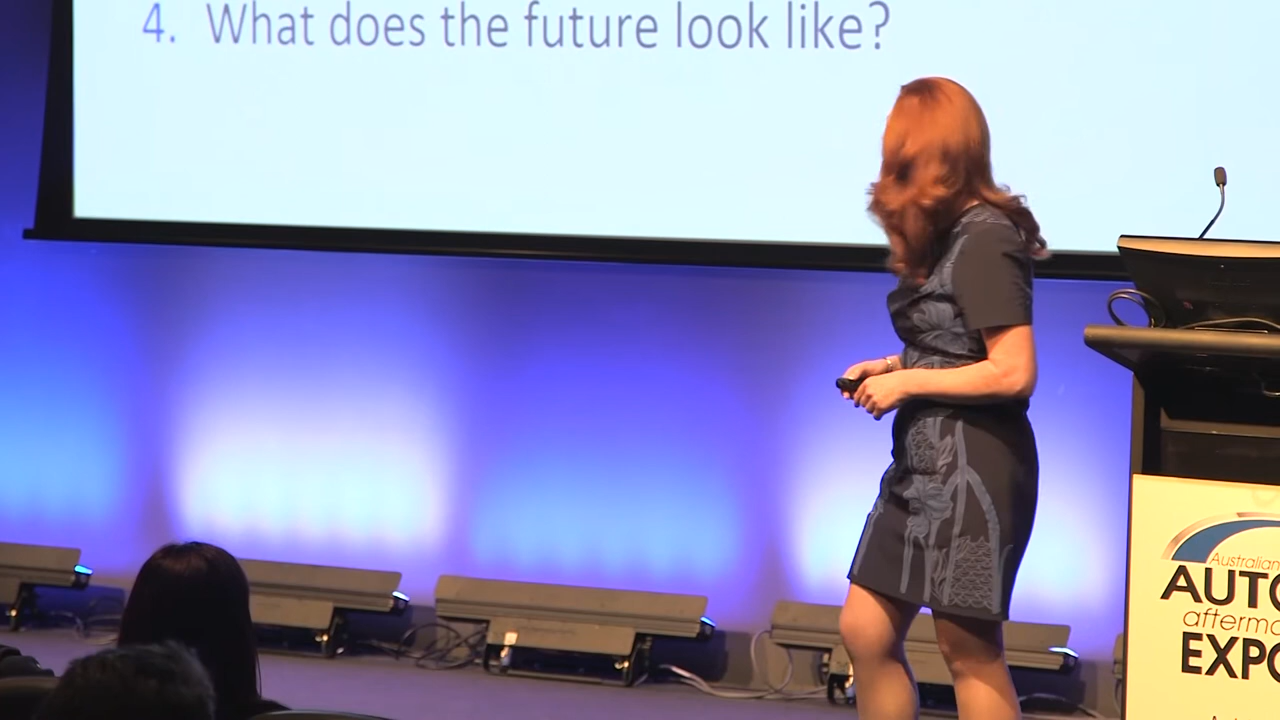 4. What does the future look like?
Australian
AUTO
afterma
EXPO